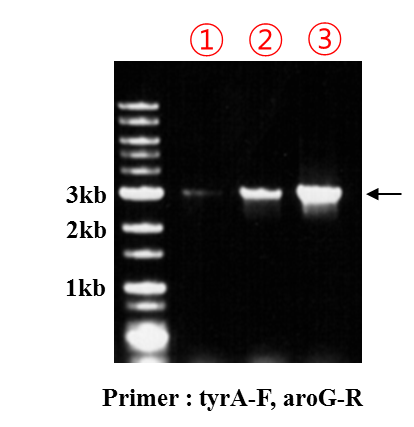 ① ② ③
3kb
2kb
1kb
Primer : tyrA-F, aroG-R